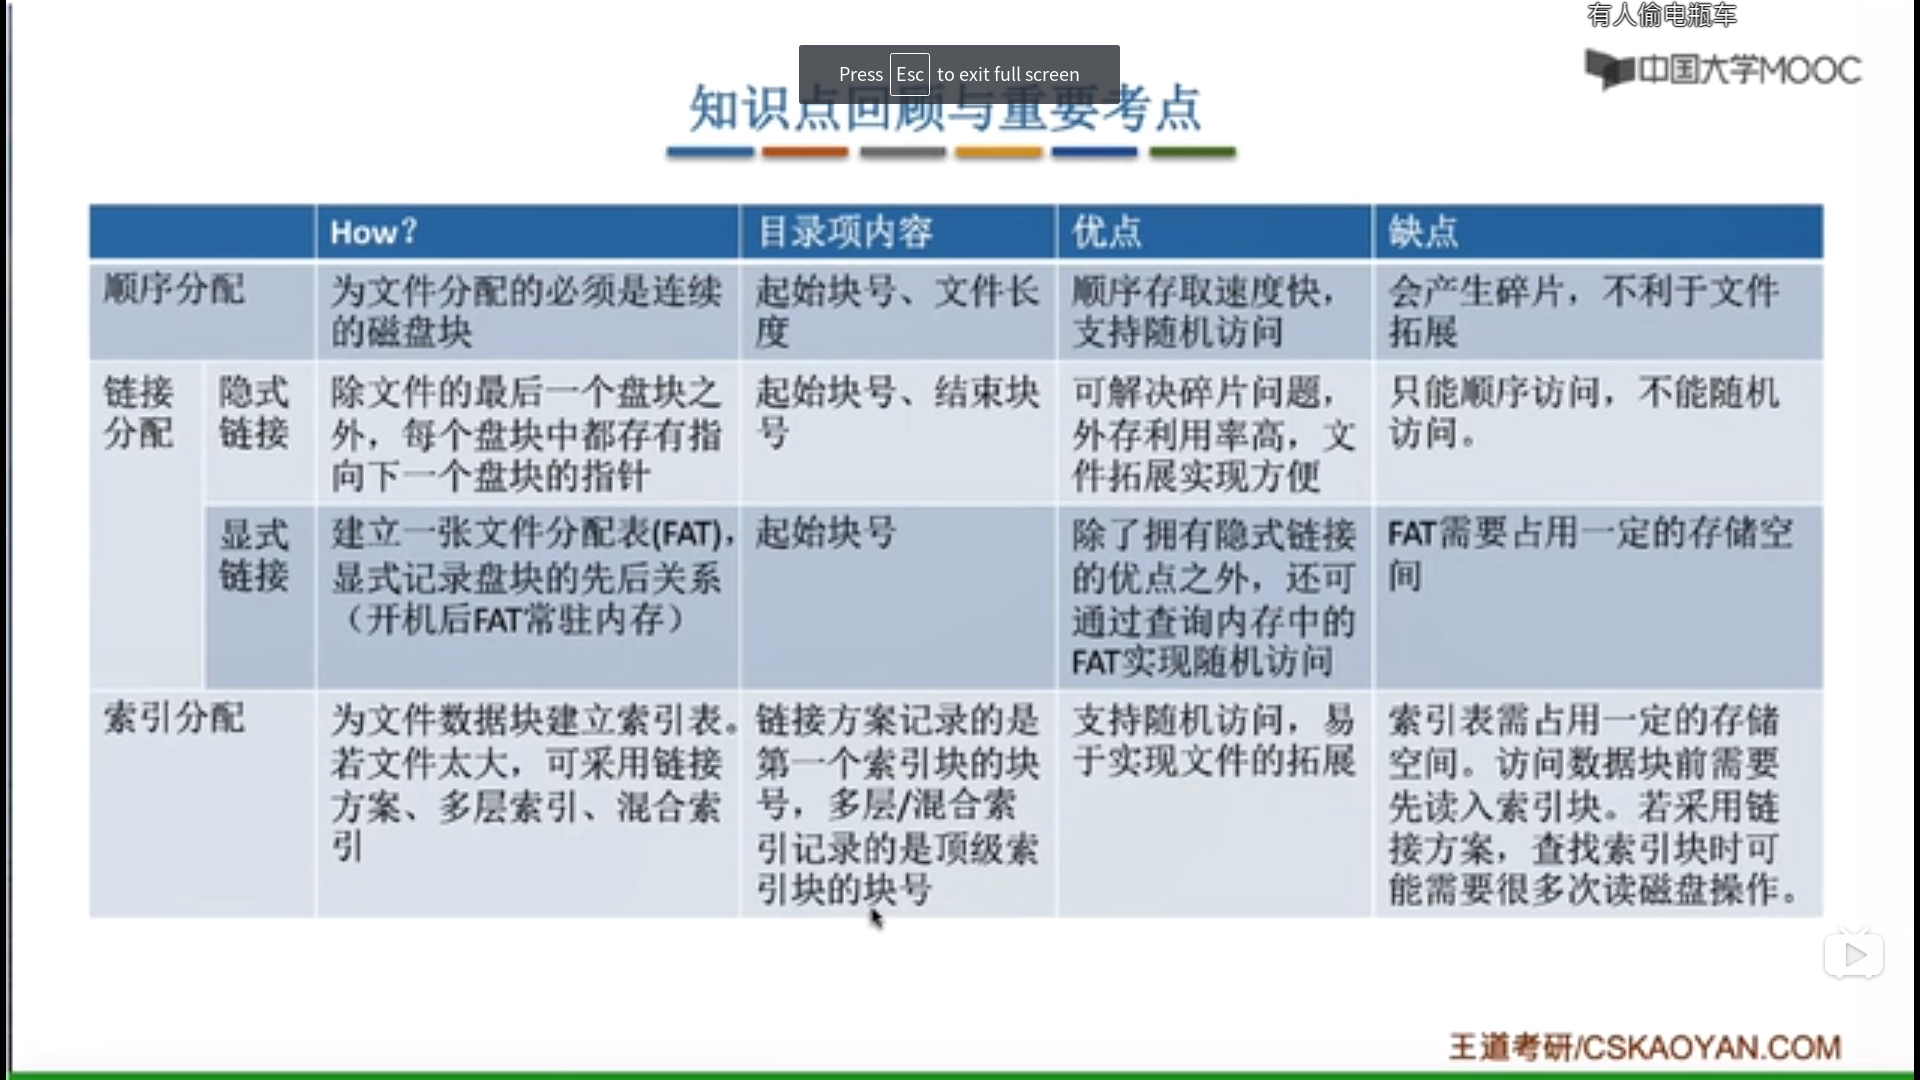 有人偷电瓶车
中国大学MOOC
Press Esc to exit full screen
知识点回顾与重要考点
How?
目录项内容
优点
缺点
顺序分配
为文件分配的必须是连续
的磁盘块
起始块号、文件长
度
顺序存取速度快，
支持随机访问
会产生碎片，不利于文件
拓展
链接
分配
隐式
链接
除文件的最后一个盘块之
外，每个盘块中都存有指
向下一个盘块的指针
起始块号、结束块
号
可解决碎片问题，
外存利用率高，文
件拓展实现方便
只能顺序访问，不能随机
访问。
显式
链接
建立一张文件分配表(FAT)，
显式记录盘块的先后关系
（开机后FAT常驻内存）
起始块号
除了拥有隐式链接
的优点之外，还可
通过查询内存中的
FAT实现随机访问
FAT需要占用一定的存储空
间
索引分配
为文件数据块建立索引表。
若文件太大，可采用链接
方案、多层索引、混合索
引
链接方案记录的是
第一个索引块的块
号，多层/混合索
引记录的是顶级索
引块的块号
支持随机访问，易
于实现文件的拓展
索引表需占用一定的存储
空间。访问数据块前需要
先读入索引块。若采用链
接方案，查找索引块时可
能需要很多次读磁盘操作。
王道考研/CSKAOYAN.COM